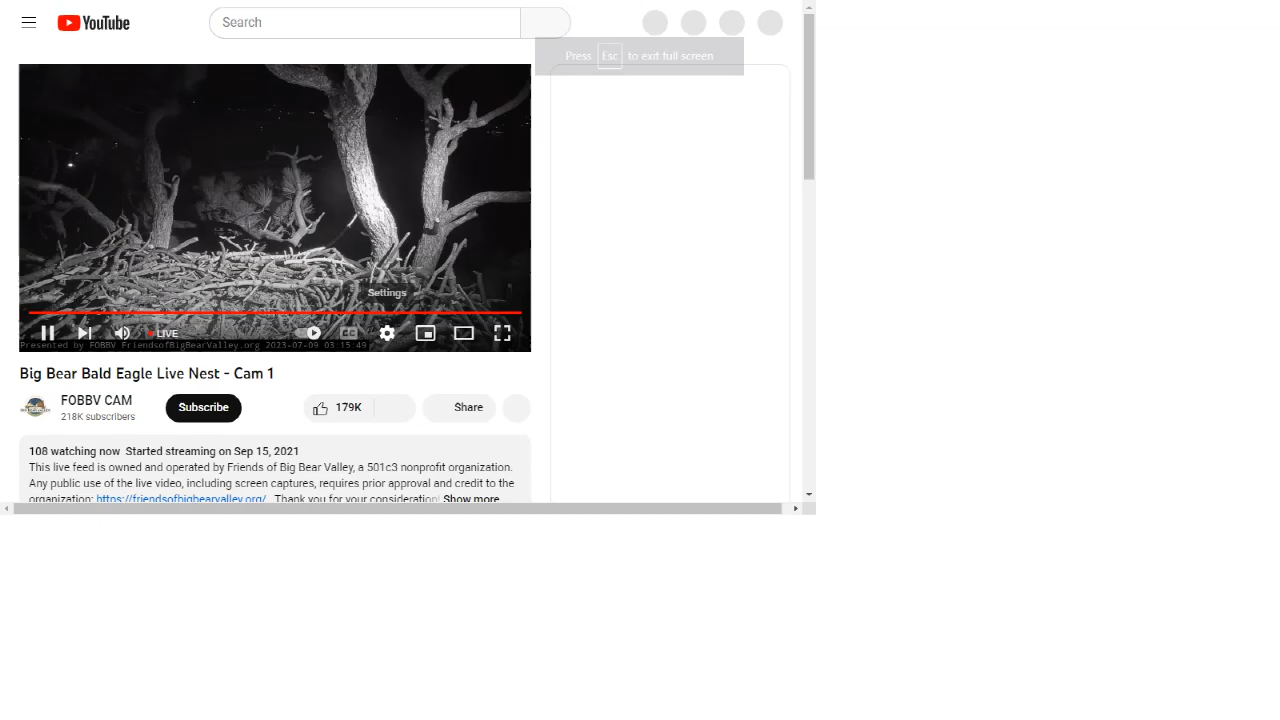 YouTube
Search
Press Esc to exit full screen
Settings
LIVE
CC
Presented by FOBBV FriendsofBigBearValley.org 2023-07-09 03:15:49
Big Bear Bald Eagle Live Nest - Cam 1
FOBBV CAM
218K subscribers
Subscribe
179K
Share
108 watching now Started streaming on Sep 15, 2021
This live feed is owned and operated by Friends of Big Bear Valley, a 501c3 nonprofit organization.
Any public use of the live video, including screen captures, requires prior approval and credit to the
organization: https://friendsofbigbearvalley.org/ . Thank you for your consideration! Show more